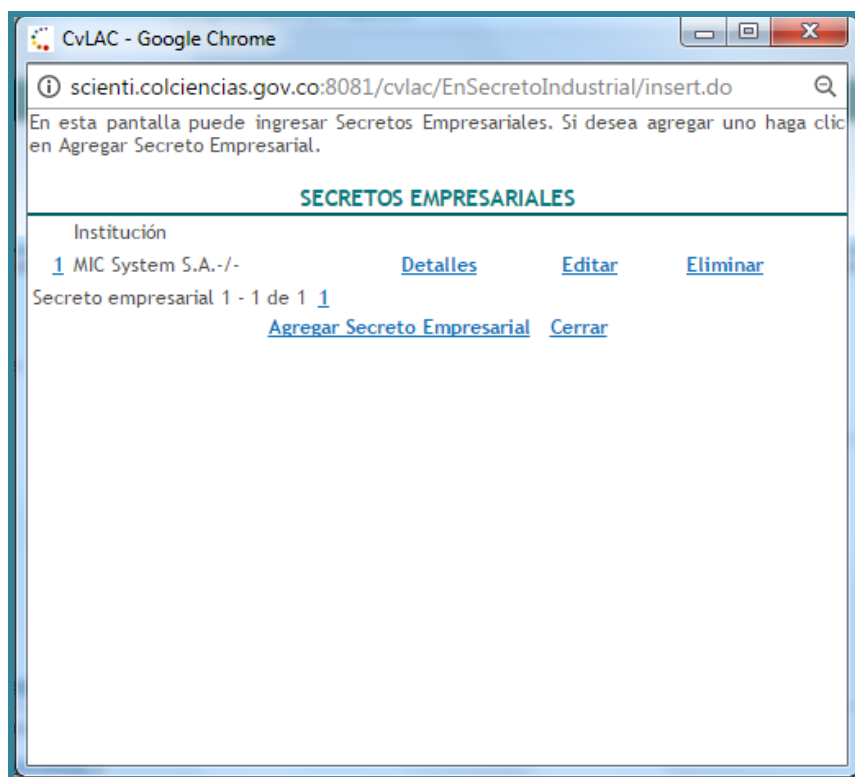 CvLAC - Google Chrome
scienti.colciencias.gov.co:8081/cvlac/EnSecretoIndustrial/insert.do
En esta pantalla puede ingresar Secretos Empresariales. Si desea agregar uno haga clic
en Agregar Secreto Empresarial.
SECRETOS EMPRESARIALES
Institución
1 MIC System S.A.-/- Detalles Editar Eliminar
Secreto empresarial 1 - 1 de 1 1
Agregar Secreto Empresarial Cerrar